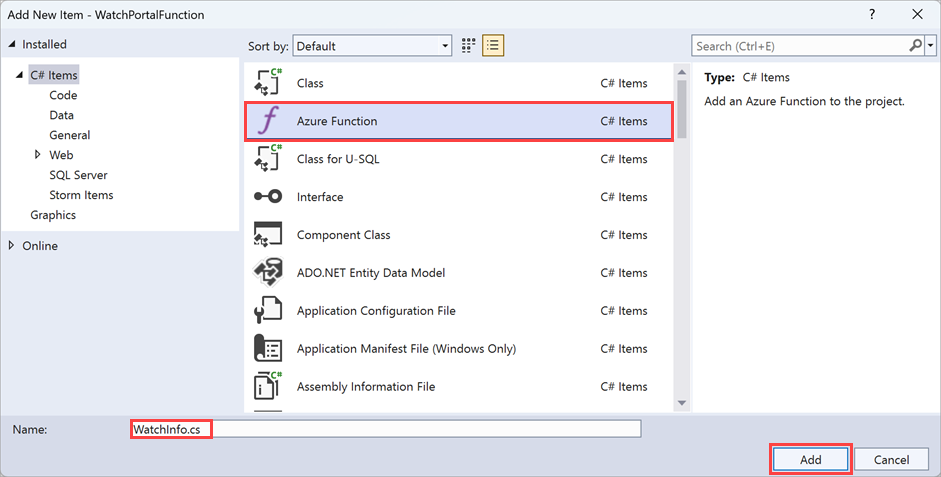 Add New Item - WatchPortalFunction
?
Installed
Sort by: Default
Search (Ctrl+E)
C# Items
Code
Data
General
Web
SQL Server
Storm Items
Graphics
Online
C# Class C# Items
Azure Function C# Items
C# Class for U-SQL C# Items
Interface C# Items
Component Class C# Items
ADO.NET Entity Data Model C# Items
Application Configuration File C# Items
Application Manifest File (Windows Only) C# Items
C# Assembly Information File C# Items
Type: C# Items
Add an Azure Function to the project.
Name: WatchInfo.cs
Add Cancel